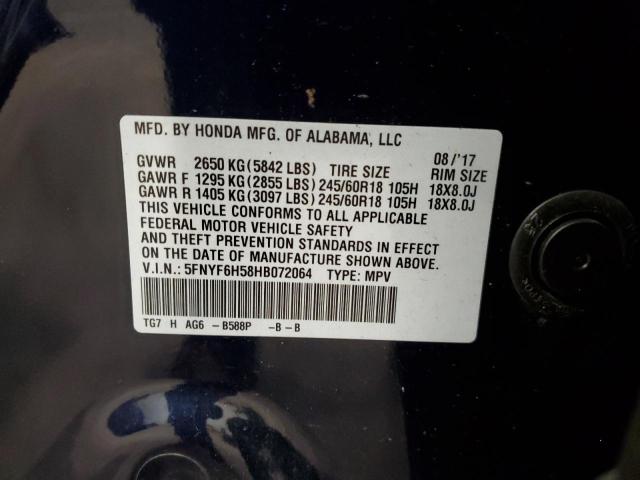 MFD. BY HONDA MFG. OF ALABAMA, LLC 08/'17
GVWR 2650 KG (5842 LBS) TIRE SIZE RIM SIZE
GAWR F 1295 KG (2855 LBS) 245/60R18 105H 18X8.0J
GAWR R 1405 KG (3097 LBS) 245/60R18 105H 18X8.0J
THIS VEHICLE CONFORMS TO ALL APPLICABLE
FEDERAL MOTOR VEHICLE SAFETY
AND THEFT PREVENTION STANDARDS IN EFFECT
ON THE DATE OF MANUFACTURE SHOWN ABOVE.
V.I.N.: 5FNYF6H58HB072064 TYPE: MPV
TG7 H AG6 - B588P -B-B